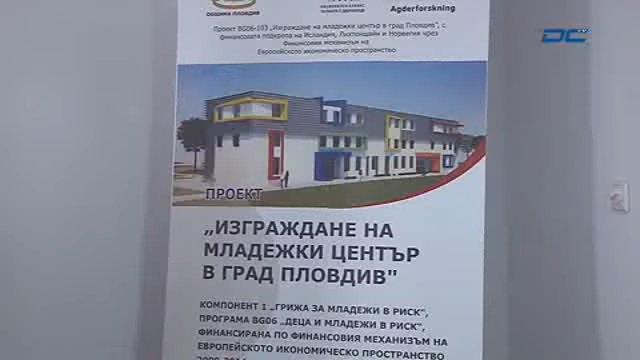 ОБЩИНА ПЛОВДИВ
Agderforskning
DC
Проект BG06-103 „Изграждане на младежки център в град Пловдив", с
финансовата подкрепа на Исландия, Лихтенщайн и Норвегия чрез
Финансовия механизъм на
Европейското икономическо пространство
ПРОЕКТ
„ИЗГРАЖДАНЕ НА
МЛАДЕЖКИ ЦЕНТЪР
В ГРАД ПЛОВДИВ"
КОМПОНЕНТ 1 „ГРИЖА ЗА МЛАДЕЖИ В РИСК",
ПРОГРАМА BG06 „ДЕЦА И МЛАДЕЖИ В РИСК",
ФИНАНСИРАНА ПО ФИНАНСОВИЯ МЕХАНИЗЪМ НА
ЕВРОПЕЙСКОТО ИКОНОМИЧЕСКО ПРОСТРАНСТВО